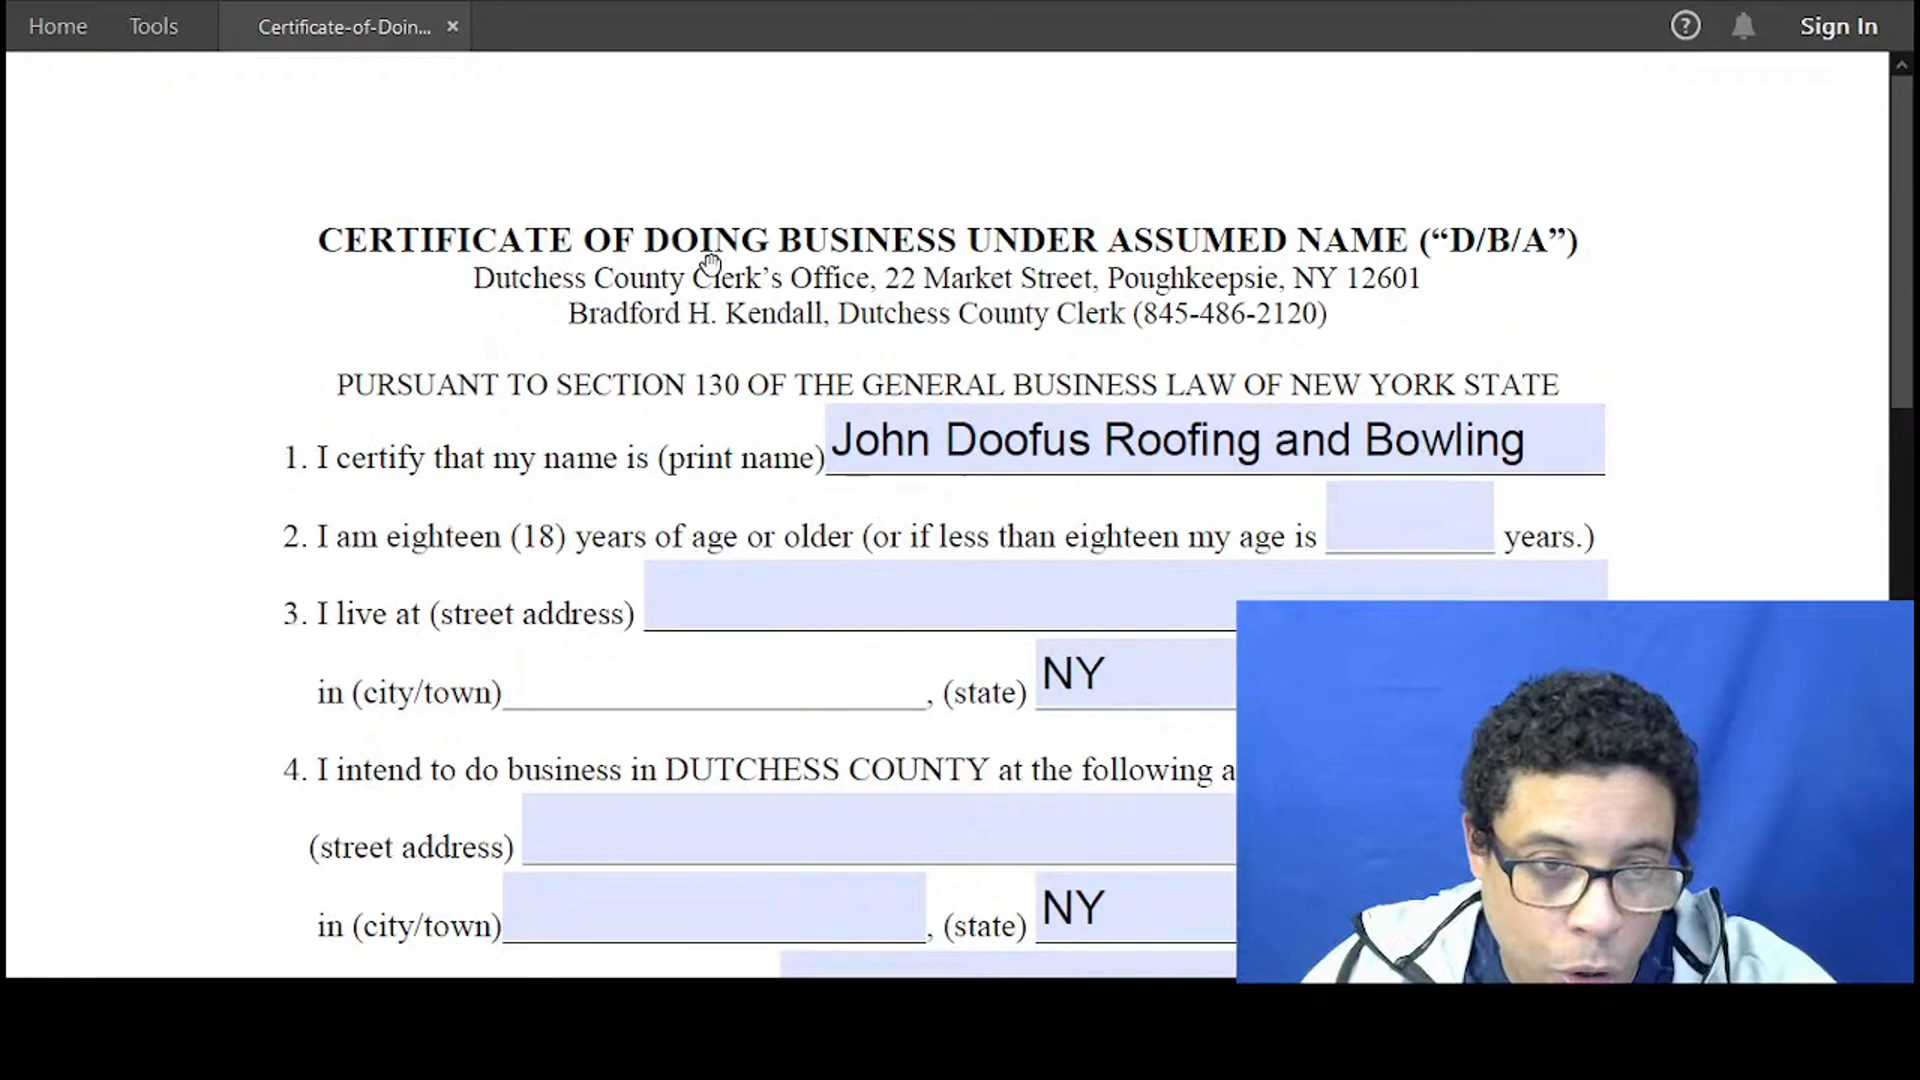 Home Tools Certificate-of-Doin... × ? Sign In
CERTIFICATE OF DOING BUSINESS UNDER ASSUMED NAME (“D/B/A”)
Dutchess County Clerk’s Office, 22 Market Street, Poughkeepsie, NY 12601
Bradford H. Kendall, Dutchess County Clerk (845-486-2120)
PURSUANT TO SECTION 130 OF THE GENERAL BUSINESS LAW OF NEW YORK STATE
1. I certify that my name is (print name) John Doofus Roofing and Bowling
2. I am eighteen (18) years of age or older (or if less than eighteen my age is years.)
3. I live at (street address)
in (city/town) , (state) NY
4. I intend to do business in DUTCHESS COUNTY at the following a
(street address)
in (city/town) , (state) NY